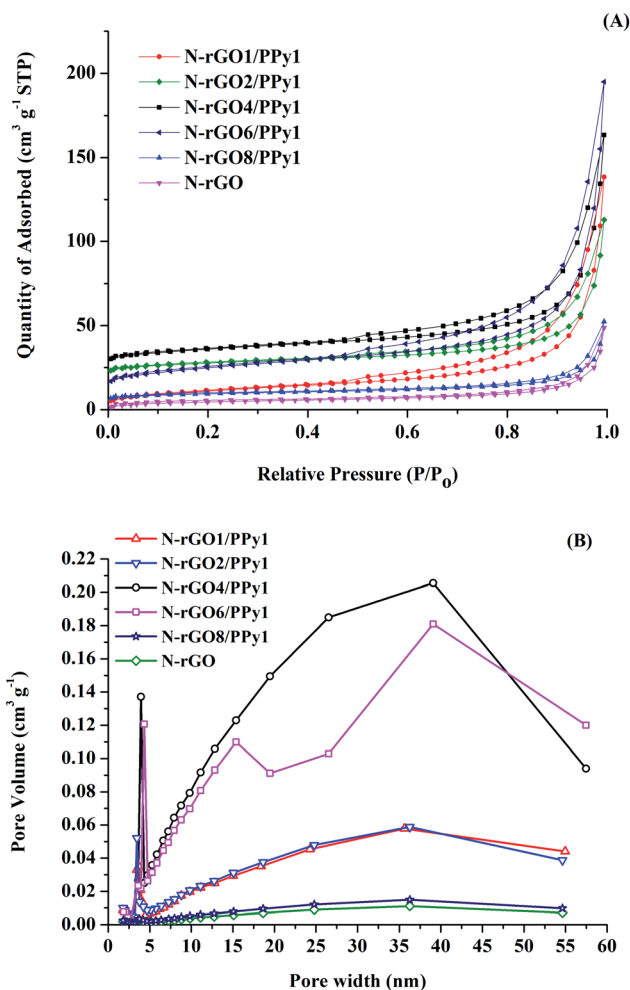 (A)
N-rGO1/PPy1
N-rGO2/PPy1
N-rGO4/PPy1
N-rGO6/PPy1
N-rGO8/PPy1
N-rGO
Quantity of Adsorbed (cm³ g⁻¹ STP)
200
150
100
50
0
0.0 0.2 0.4 0.6 0.8 1.0
Relative Pressure (P/Po)
(B)
N-rGO1/PPy1
N-rGO2/PPy1
N-rGO4/PPy1
N-rGO6/PPy1
N-rGO8/PPy1
N-rGO
Pore Volume (cm³ g⁻¹)
0.22
0.20
0.18
0.16
0.14
0.12
0.10
0.08
0.06
0.04
0.02
0.00
0 5 10 15 20 25 30 35 40 45 50 55 60
Pore width (nm)